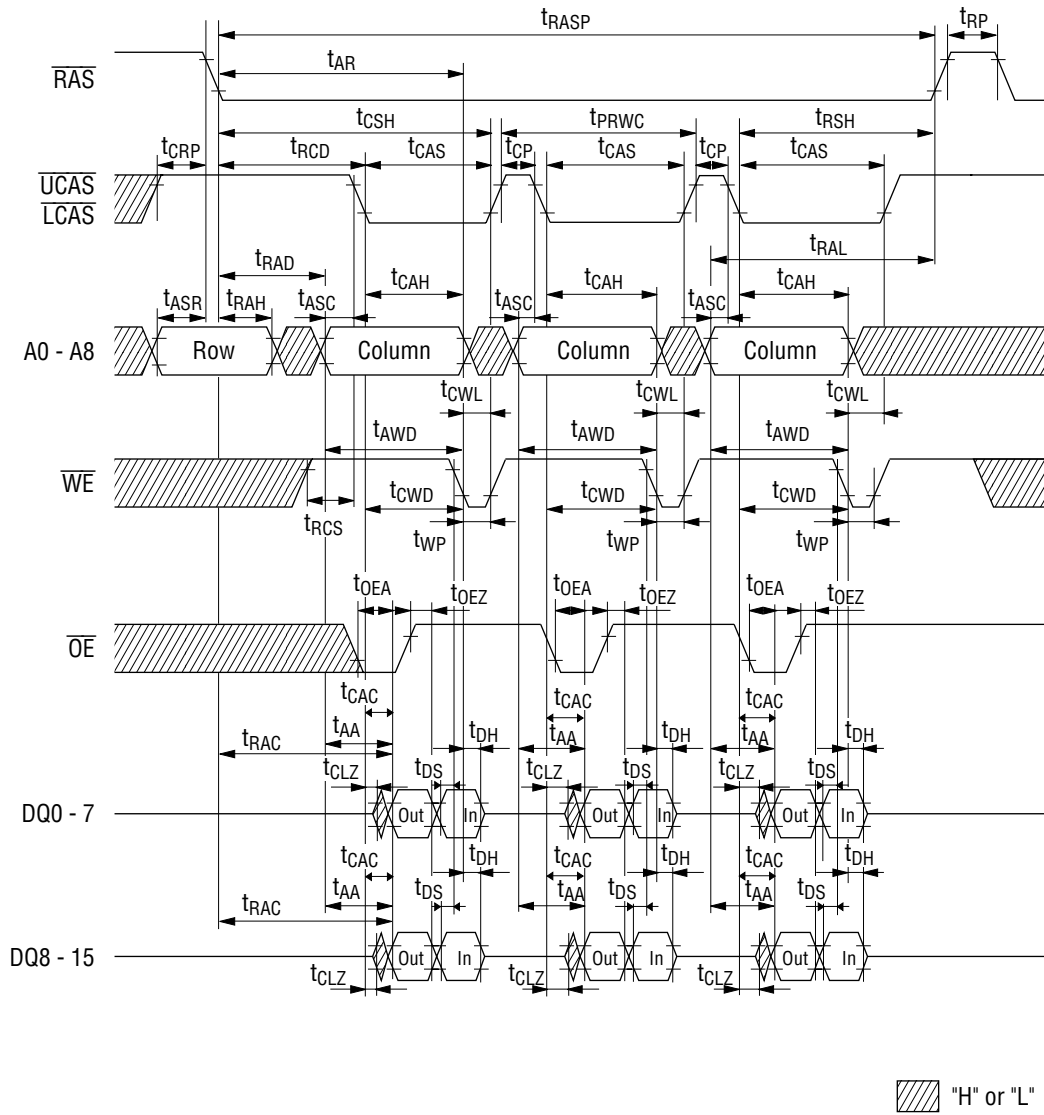 tRASP tRP
RAS tAR
tCSH tPRWC tRSH
tCRP tRCD tCAS tCP tCAS tCP tCAS
UCAS
LCAS
tRAL
tRAD
tCAH tCAH tCAH
tASR tRAH tASC tASC tASC
A0 - A8 Row Column Column Column
tCWL tCWL tCWL
tAWD tAWD tAWD
WE
tCWD tCWD tCWD
tRCS tWP tWP tWP
tOEA tOEZ tOEA tOEZ tOEA tOEZ
OE
tCAC tCAC tCAC
tAA tDH tAA tDH tAA tDH
tRAC
tCLZ tDS tCLZ tDS tCLZ tDS
DQ0 - 7 Out In Out In Out In
tCAC tDH tCAC tDH tCAC tDH
tAA tDS tAA tDS tAA tDS
tRAC
DQ8 - 15 Out In Out In Out In
tCLZ tCLZ tCLZ
"H" or "L"